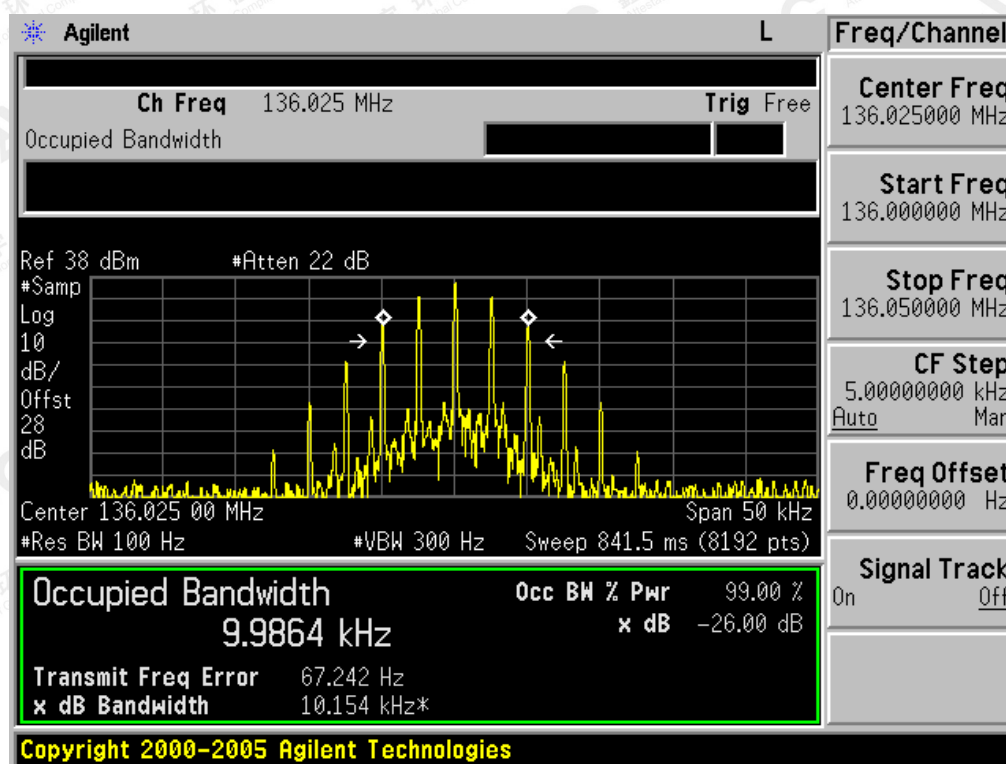 Agilent L Freq/Channel
Ch Freq 136.025 MHz Trig Free
Occupied Bandwidth
Center Freq
136.025000 MHz
Start Freq
136.000000 MHz
Stop Freq
136.050000 MHz
CF Step
5.00000000 kHz
Auto Man
Freq Offset
0.00000000 Hz
Signal Track
On Off
Ref 38 dBm #Atten 22 dB
#Samp
Log
10
dB/
Offst
28
dB
Center 136.025 00 MHz Span 50 kHz
#Res BW 100 Hz #VBW 300 Hz Sweep 841.5 ms (8192 pts)
Occupied Bandwidth Occ BW % Pwr 99.00 %
9.9864 kHz x dB -26.00 dB
Transmit Freq Error 67.242 Hz
x dB Bandwidth 10.154 kHz*
Copyright 2000-2005 Agilent Technologies